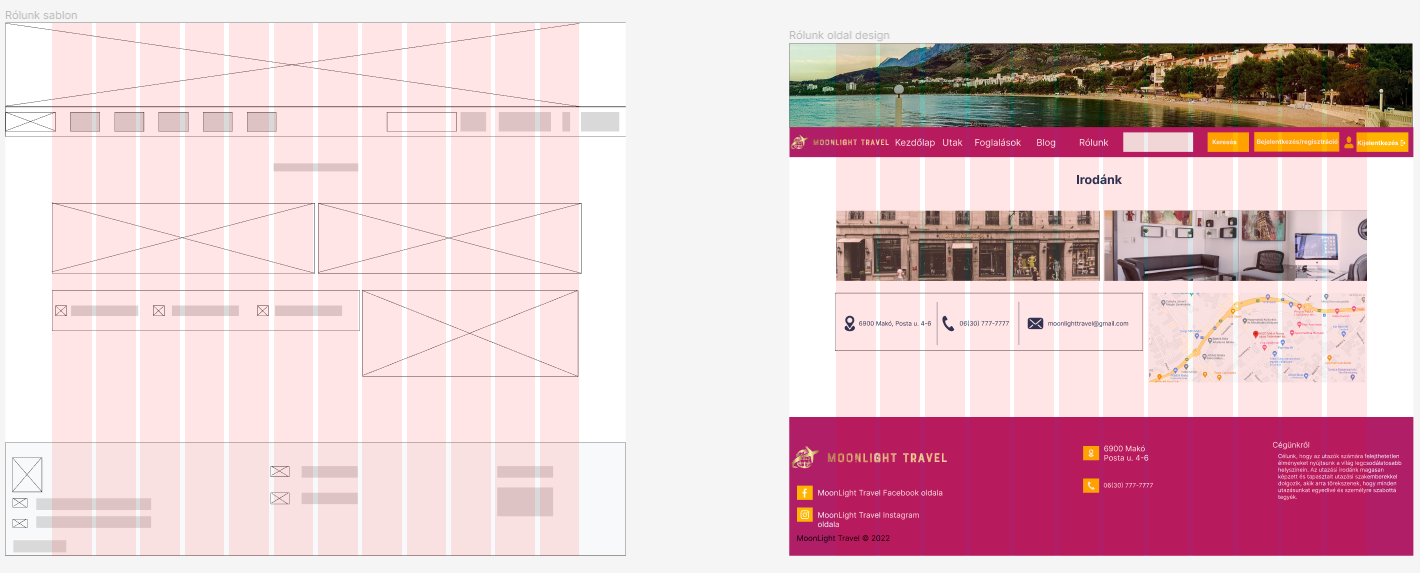 Rólunk sablon
Rólunk oldal design
MOONLIGHT TRAVEL
Kezdőlap
Utak
Foglalások
Blog
Rólunk
Keresés
Bejelentkezés/regisztráció
Kijelentkezés
Irodánk
6900 Makó, Posta u. 4-6
06(30) 777-7777
moonlighttravel@gmail.com
MOONLIGHT TRAVEL
MoonLight Travel Facebook oldala
MoonLight Travel Instagram
oldala
MoonLight Travel © 2022
6900 Makó
Posta u. 4-6
06(30) 777-7777
Cégünkről
Célunk, hogy az utazók számára felejthetetlen
élményeket nyújtsunk a világ legcsodálatosabb
helyszínein. Az utazási irodánk magasan
képzett és tapasztalt utazási szakemberekkel
dolgozik, akik arra törekszenek, hogy minden
utazásunkat egyedivé és személyre szabottá
tegyék.